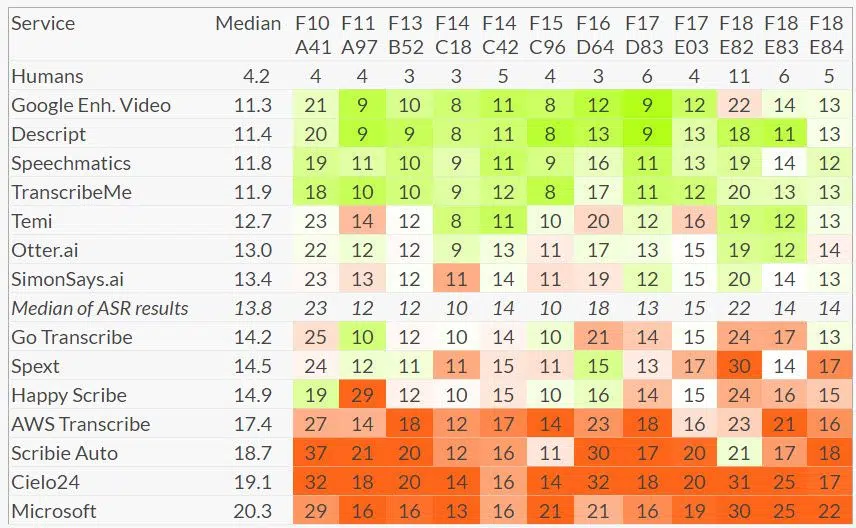 Service Median F10 F11 F13 F14 F14 F15 F16 F17 F17 F18 F18 F18
A41 A97 B52 C18 C42 C96 D64 D83 E03 E82 E83 E84
Humans 4.2 4 4 3 3 5 4 3 6 4 11 6 5
Google Enh. Video 11.3 21 9 10 8 11 8 12 9 12 22 14 13
Descript 11.4 20 9 9 8 11 8 13 9 13 18 11 13
Speechmatics 11.8 19 11 10 9 11 9 16 11 13 19 14 12
TranscribeMe 11.9 18 10 10 9 12 8 17 11 12 20 13 13
Temi 12.7 23 14 12 8 11 10 20 12 16 19 12 13
Otter.ai 13.0 22 12 12 9 13 11 17 13 15 19 12 14
SimonSays.ai 13.4 23 13 12 11 14 11 19 12 15 20 14 13
Median of ASR results 13.8 23 12 12 10 14 10 18 13 15 22 14 14
Go Transcribe 14.2 25 10 12 10 14 10 21 14 15 24 17 13
Spext 14.5 24 12 11 11 15 11 15 13 17 30 14 17
Happy Scribe 14.9 19 29 12 10 15 10 16 14 15 24 16 15
AWS Transcribe 17.4 27 14 18 12 17 14 23 18 16 23 21 16
Scribie Auto 18.7 37 21 20 12 16 11 30 17 20 21 17 18
Cielo24 19.1 32 18 20 14 16 14 32 18 20 31 25 17
Microsoft 20.3 29 16 16 13 16 21 21 16 19 30 25 22